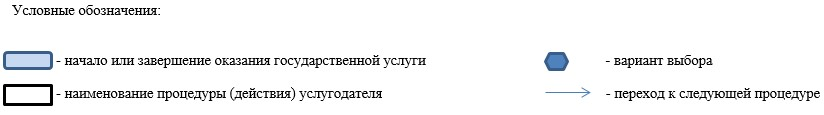 Условные обозначения:
- начало или завершение оказания государственной услуги
- вариант выбора
- наименование процедуры (действия) услугодателя
- переход к следующей процедуре